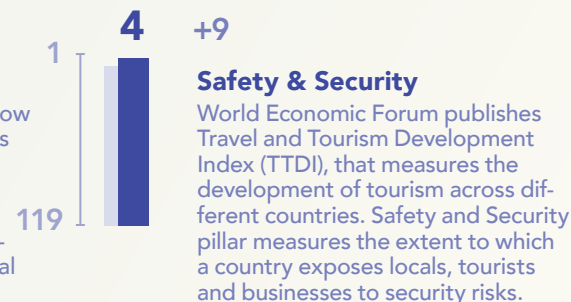 4 +9
1
119
ow
s
-
al
Safety & Security
World Economic Forum publishes
Travel and Tourism Development
Index (TTDI), that measures the
development of tourism across dif-
ferent countries. Safety and Security
pillar measures the extent to which
a country exposes locals, tourists
and businesses to security risks.